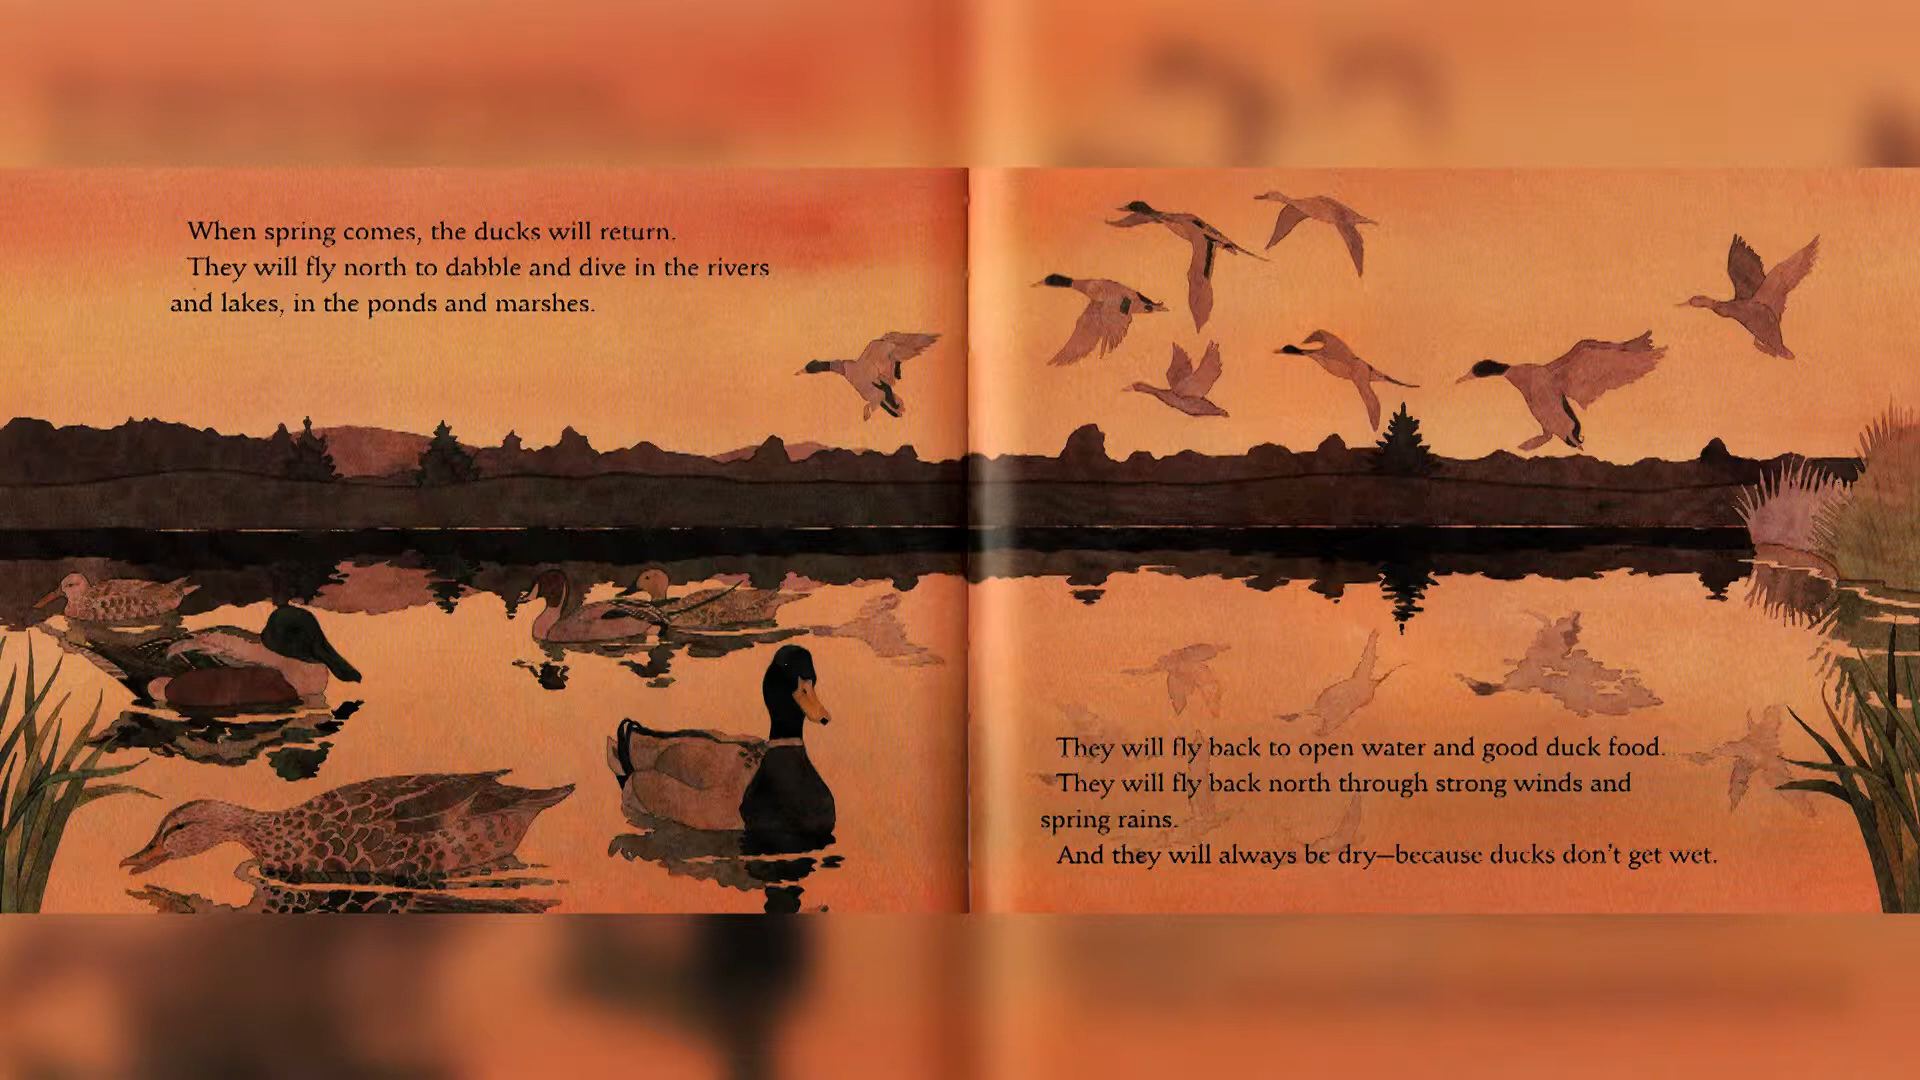 When spring comes, the ducks will return.
They will fly north to dabble and dive in the rivers
and lakes, in the ponds and marshes.
They will fly back to open water and good duck food.
They will fly back north through strong winds and
spring rains.
And they will always be dry—because ducks don't get wet.